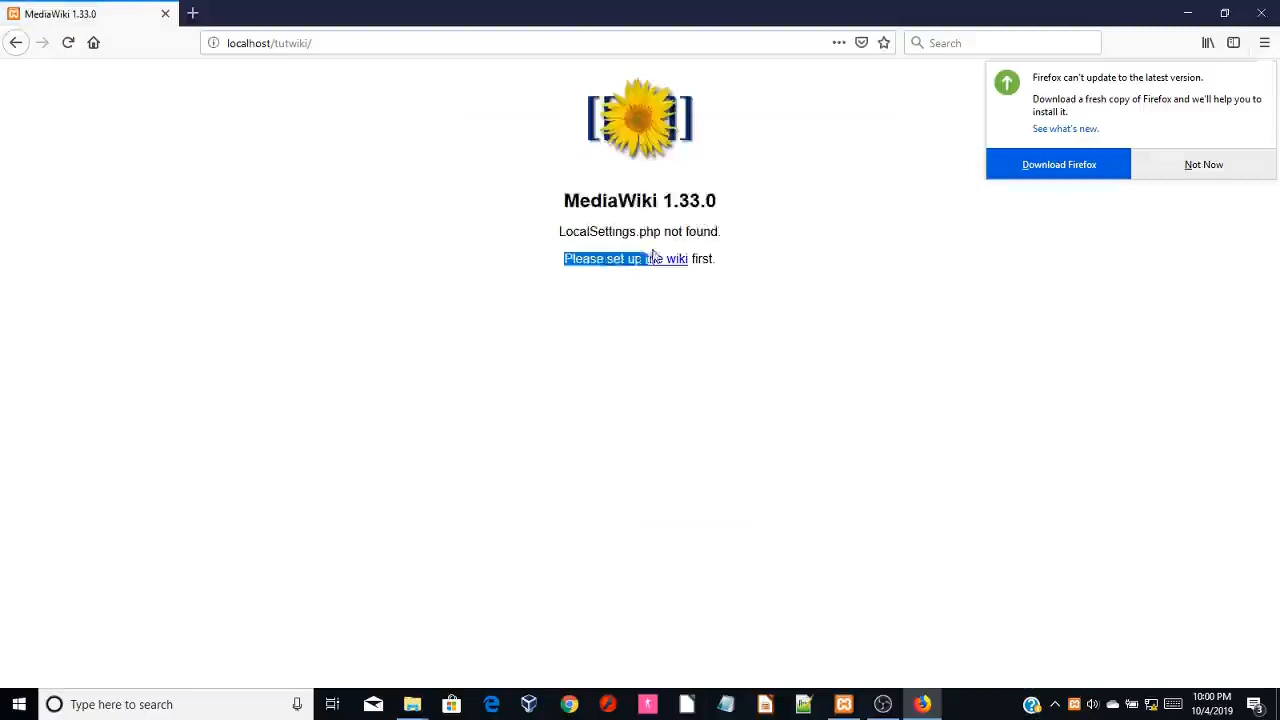 MediaWiki 1.33.0
localhost/tutwiki/
Search
Firefox can't update to the latest version.
Download a fresh copy of Firefox and we'll help you to
install it.
See what's new.
Download Firefox
Not Now
MediaWiki 1.33.0
LocalSettings.php not found.
Please set up the wiki first.
Type here to search
10:00 PM
10/4/2019
3